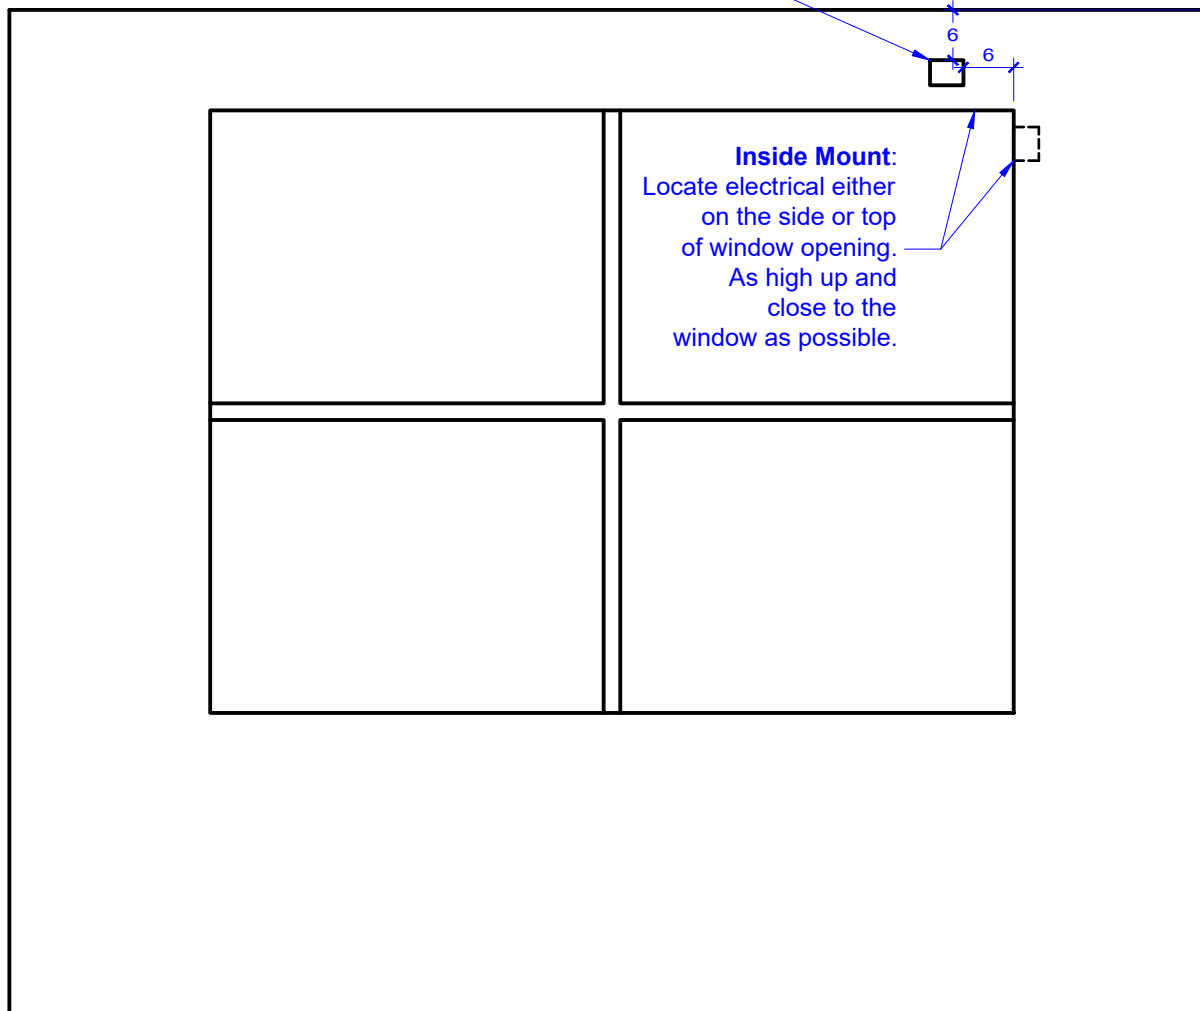 6
6
Inside Mount:
Locate electrical either
on the side or top
of window opening.
As high up and
close to the
window as possible.